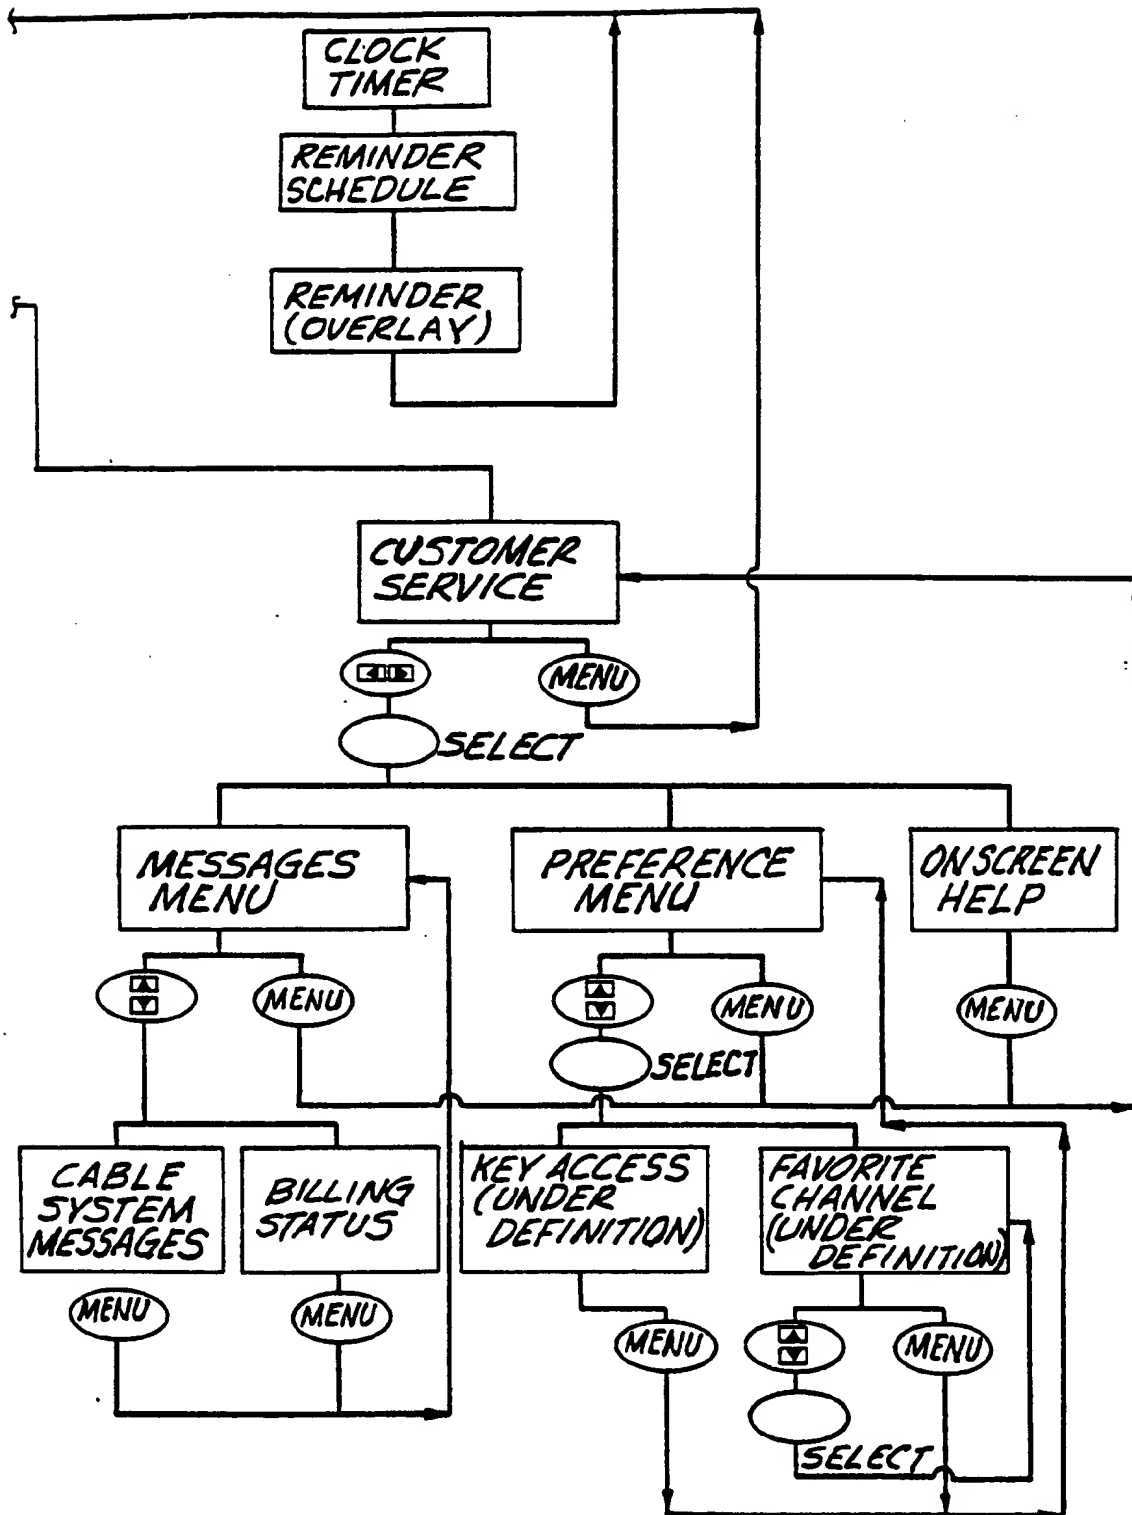 CLOCK
TIMER
REMINDER
SCHEDULE
REMINDER
(OVERLAY)
CUSTOMER
SERVICE
MENU
SELECT
MESSAGES
MENU
PREFERENCE
MENU
ON SCREEN
HELP
MENU
MENU
MENU
SELECT
CABLE
SYSTEM
MESSAGES
BILLING
STATUS
KEY ACCESS
(UNDER
DEFINITION)
FAVORITE
CHANNEL
(UNDER
DEFINITION)
MENU
MENU
MENU
MENU
SELECT